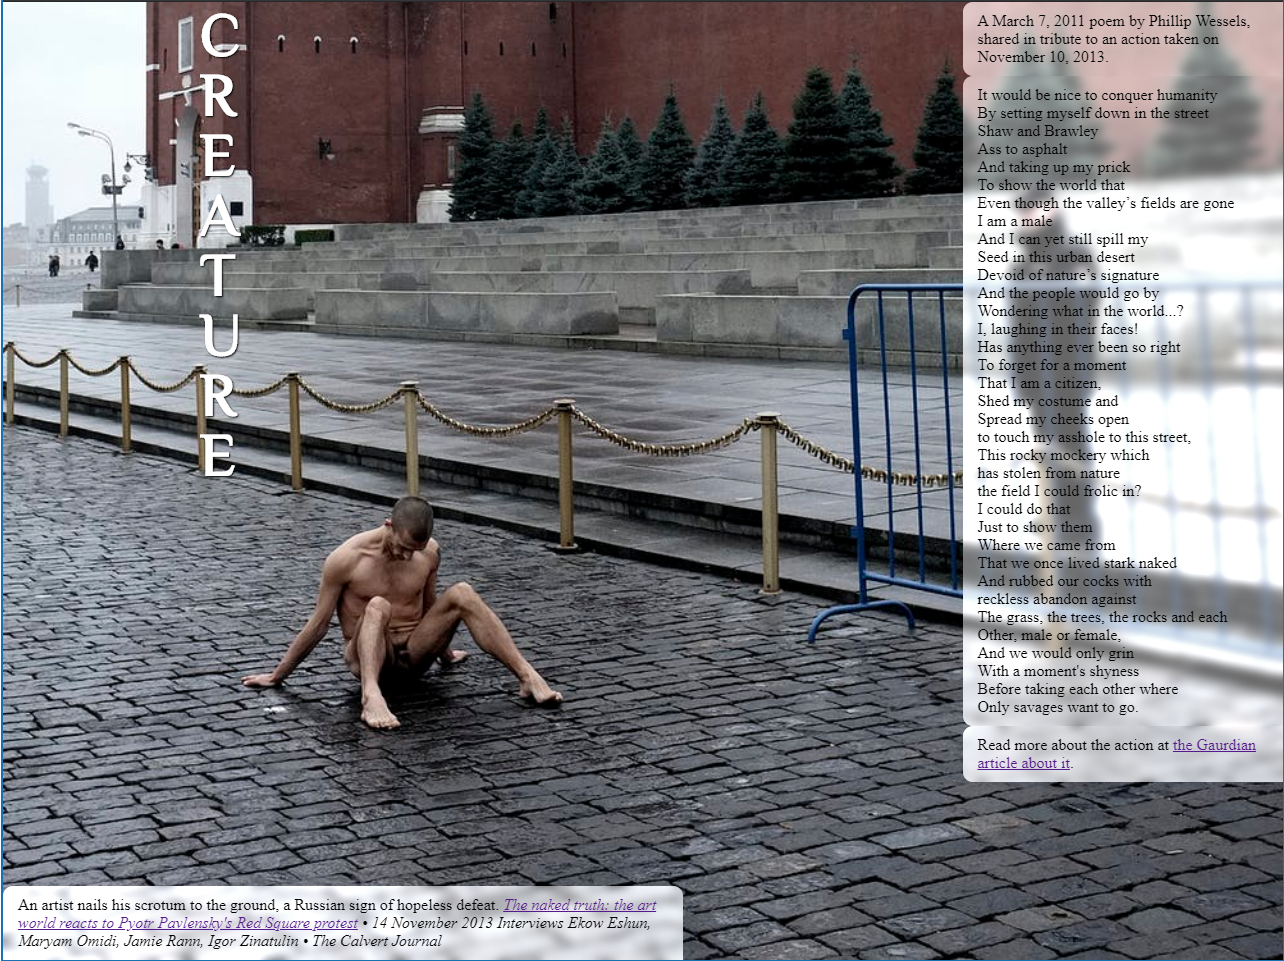 CREATURE
A March 7, 2011 poem by Phillip Wessels,
shared in tribute to an action taken on
November 10, 2013.
It would be nice to conquer humanity
By setting myself down in the street
Shaw and Brawley
Ass to asphalt
And taking up my prick
To show the world that
Even though the valley’s fields are gone
I am a male
And I can yet still spill my
Seed in this urban desert
Devoid of nature’s signature
And the people would go by
Wondering what in the world...?
I, laughing in their faces!
Has anything ever been so right
To forget for a moment
That I am a citizen,
Shed my costume and
Spread my cheeks open
to touch my asshole to this street,
This rocky mockery which
has stolen from nature
the field I could frolic in?
I could do that
Just to show them
Where we came from
That we once lived stark naked
And rubbed our cocks with
reckless abandon against
The grass, the trees, the rocks and each
Other, male or female,
And we would only grin
With a moment's shyness
Before taking each other where
Only savages want to go.
Read more about the action at the Gaurdian
article about it.
An artist nails his scrotum to the ground, a Russian sign of hopeless defeat. The naked truth: the art
world reacts to Pyotr Pavlensky's Red Square protest • 14 November 2013 Interviews Ekow Eshun,
Maryam Omidi, Jamie Rann, Igor Zinatulin • The Calvert Journal